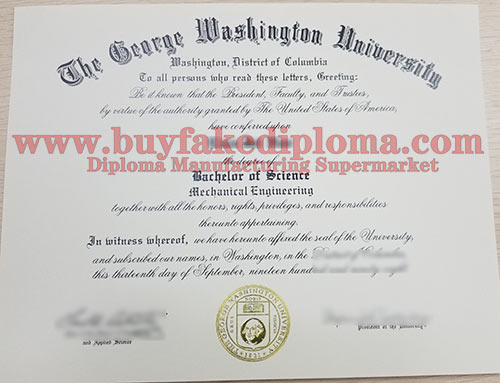 The George Washington University
Washington, District of Columbia
To all persons who read these letters, Greeting:
Be it known that the President, Faculty, and Trustees,
by virtue of the authority granted by The United States of America,
have conferred upon
www.buyfakediploma.com
the degree of
Diploma Manufacturing Supermarket
Bachelor of Science
Mechanical Engineering
together with all the honors, rights, privileges, and responsibilities
thereunto appertaining.
In witness whereof, we have hereunto affixed the seal of the University,
and subscribed our names, in Washington, in the
this thirteenth day of September, nineteen
and Applied Science
President of the University
1821